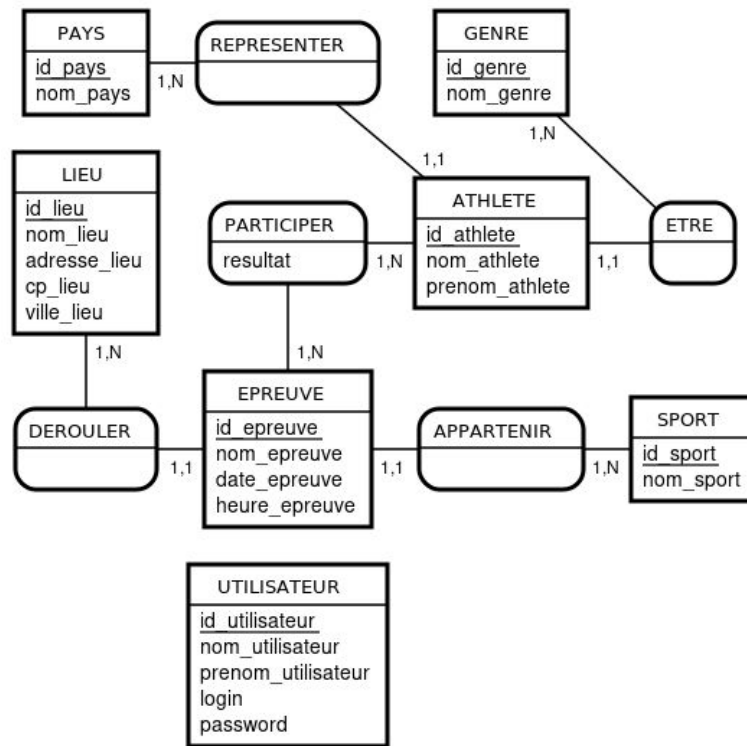 PAYS
id_pays
nom_pays
1,N
REPRESENTER
GENRE
id_genre
nom_genre
1,N
1,1
LIEU
id_lieu
nom_lieu
adresse_lieu
cp_lieu
ville_lieu
1,N
PARTICIPER
resultat
1,N
ATHLETE
id_athlete
nom_athlete
prenom_athlete
1,1
ETRE
1,N
DEROULER
1,1
EPREUVE
id_epreuve
nom_epreuve
date_epreuve
heure_epreuve
1,1
APPARTENIR
1,N
SPORT
id_sport
nom_sport
UTILISATEUR
id_utilisateur
nom_utilisateur
prenom_utilisateur
login
password